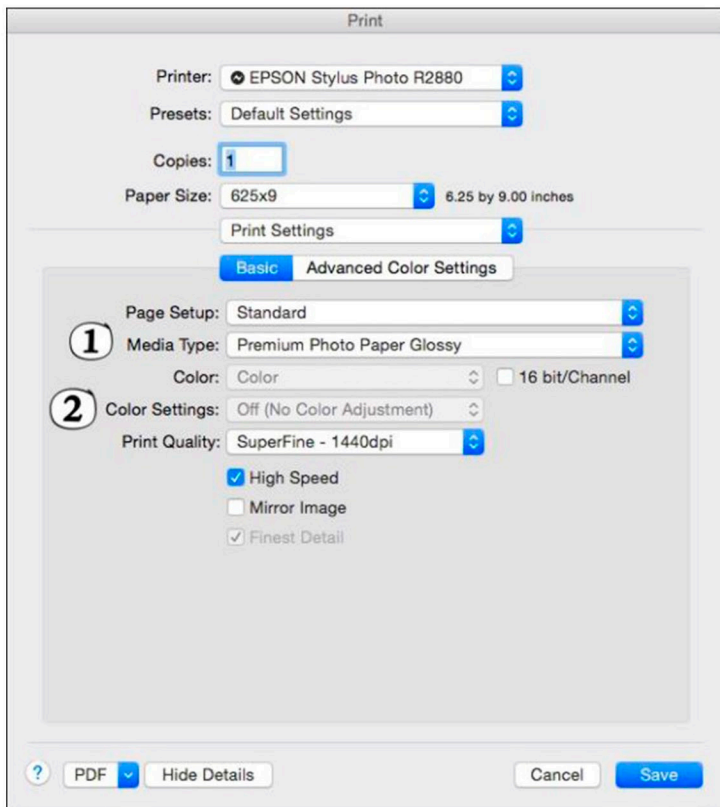 Print
Printer: EPSON Stylus Photo R2880
Presets: Default Settings
Copies: 1
Paper Size: 625x9 6.25 by 9.00 inches
Print Settings
Basic Advanced Color Settings
Page Setup: Standard
1 Media Type: Premium Photo Paper Glossy
Color: Color 16 bit/Channel
2 Color Settings: Off (No Color Adjustment)
Print Quality: SuperFine - 1440dpi
High Speed
Mirror Image
Finest Detail
? PDF Hide Details Cancel Save